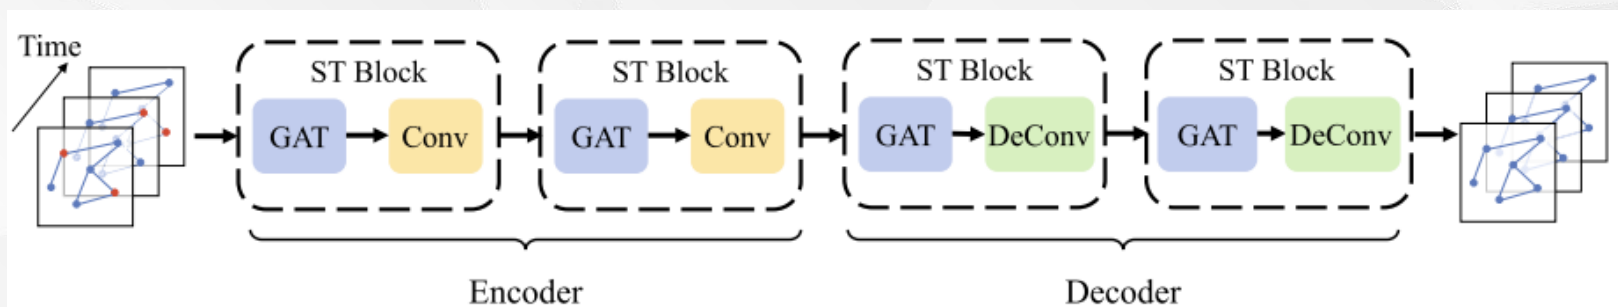 Time
ST Block
GAT
Conv
ST Block
GAT
Conv
ST Block
GAT
DeConv
ST Block
GAT
DeConv
Encoder
Decoder